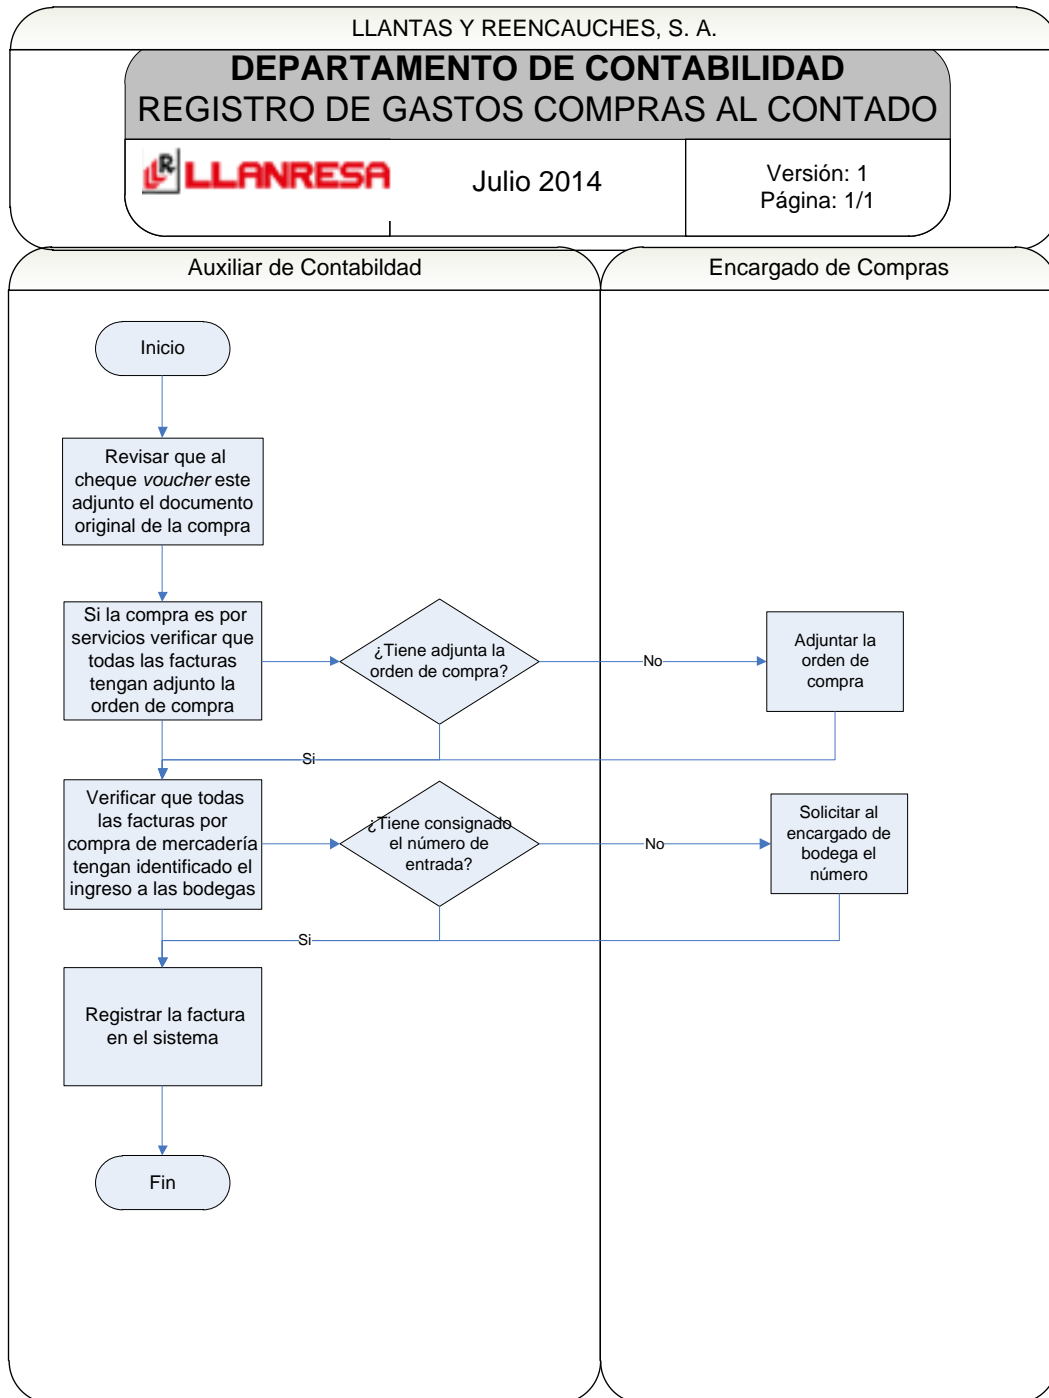 LLANTAS Y REENCAUCHES, S. A.
DEPARTAMENTO DE CONTABILIDAD
REGISTRO DE GASTOS COMPRAS AL CONTADO
LR LLANRESA
Julio 2014
Versión: 1
Página: 1/1
Auxiliar de Contabildad
Encargado de Compras
Inicio
Revisar que al
cheque voucher este
adjunto el documento
original de la compra
Si la compra es por
servicios verificar que
todas las facturas
tengan adjunto la
orden de compra
¿Tiene adjunta la
orden de compra?
No
Adjuntar la
orden de
compra
Si
Verificar que todas
las facturas por
compra de mercadería
tengan identificado el
ingreso a las bodegas
¿Tiene consignado
el número de
entrada?
No
Solicitar al
encargado de
bodega el
número
Si
Registrar la factura
en el sistema
Fin